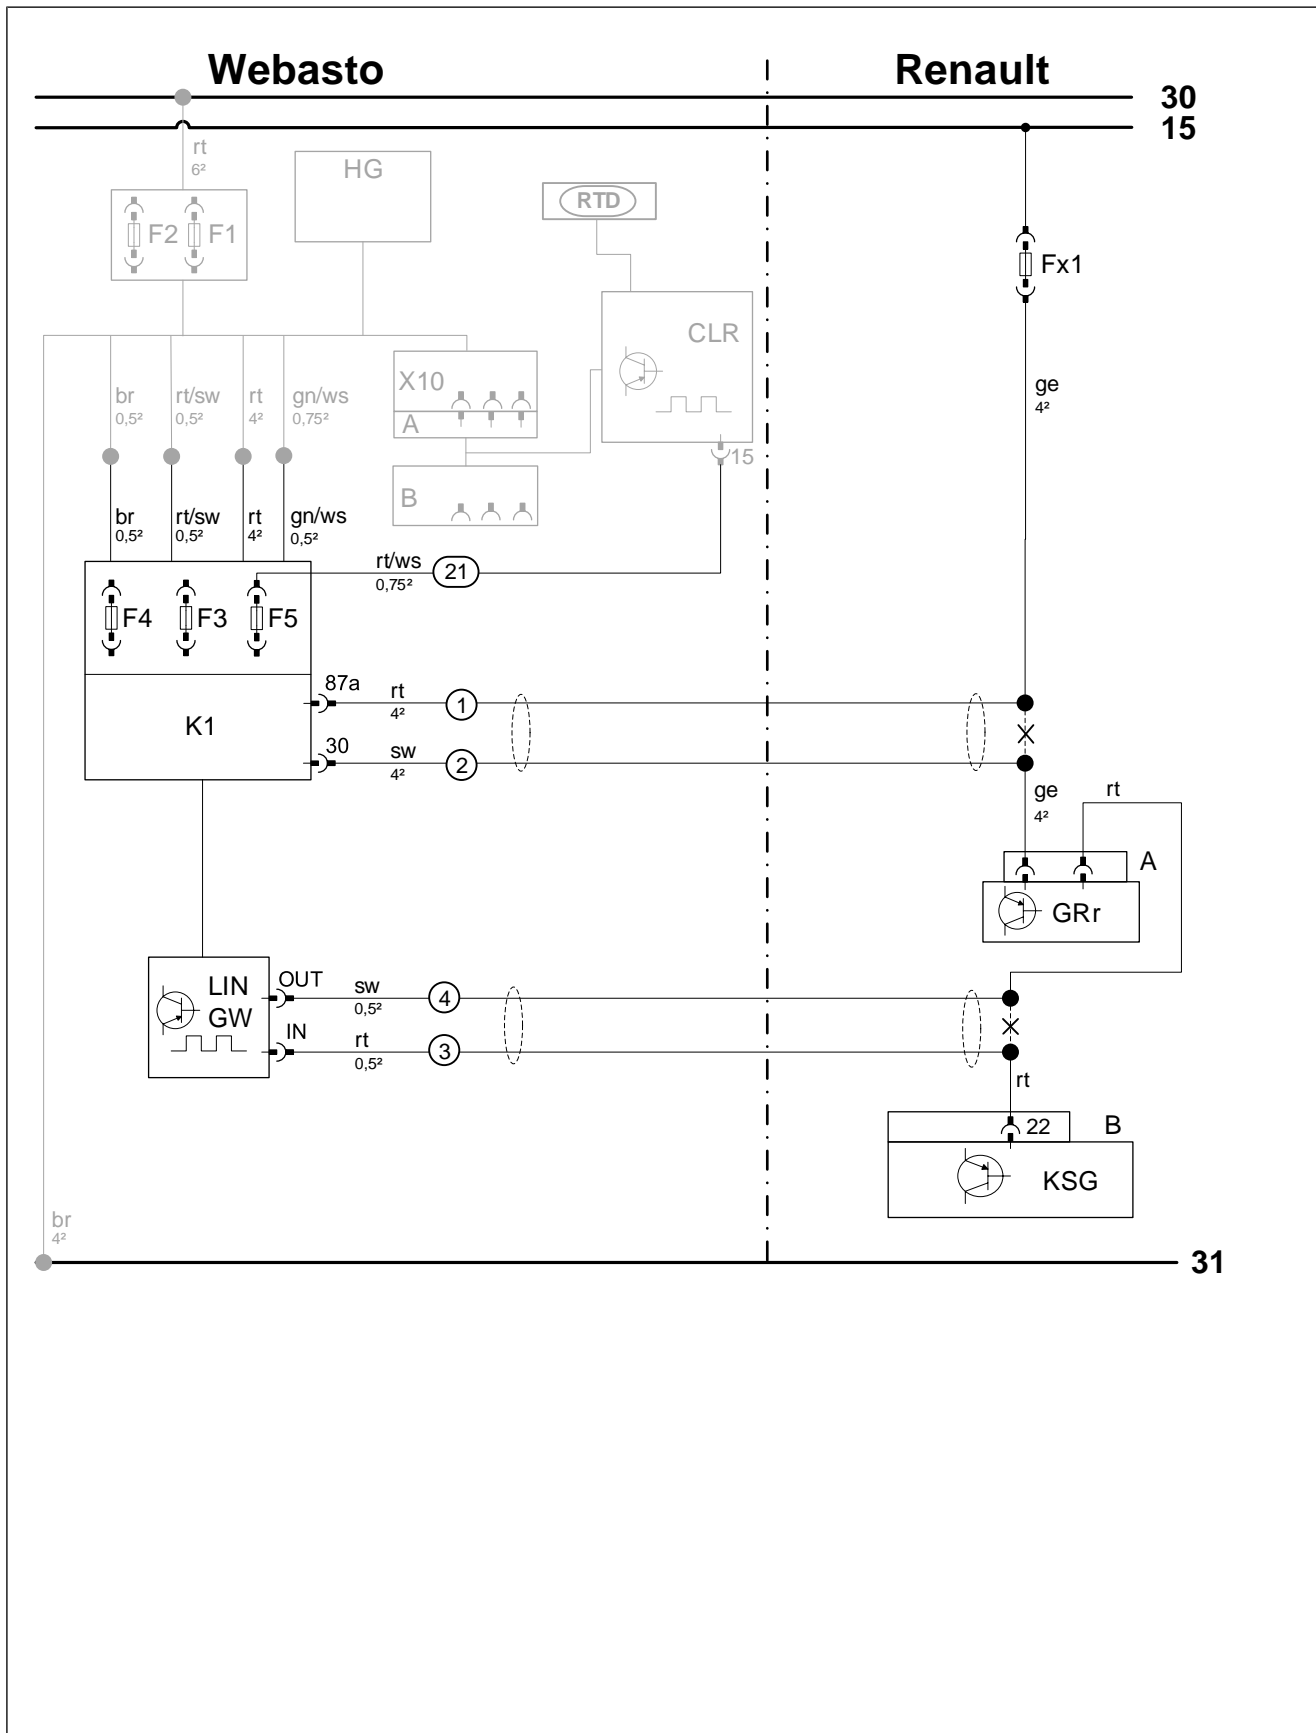 Webasto
Renault
30
15
rt
6²
HG
RTD
F2
F1
Fx1
CLR
X10
A
B
15
ge
4²
br
0,5²
rt/sw
0,5²
rt
4²
gn/ws
0,75²
br
0,5²
rt/sw
0,5²
rt
4²
gn/ws
0,5²
rt/ws
0,75²
21
F4
F3
F5
K1
87a
rt
4²
1
30
sw
4²
2
ge
4²
rt
A
GRr
LIN
GW
OUT
sw
0,5²
4
IN
rt
0,5²
3
rt
22
B
KSG
br
4²
31